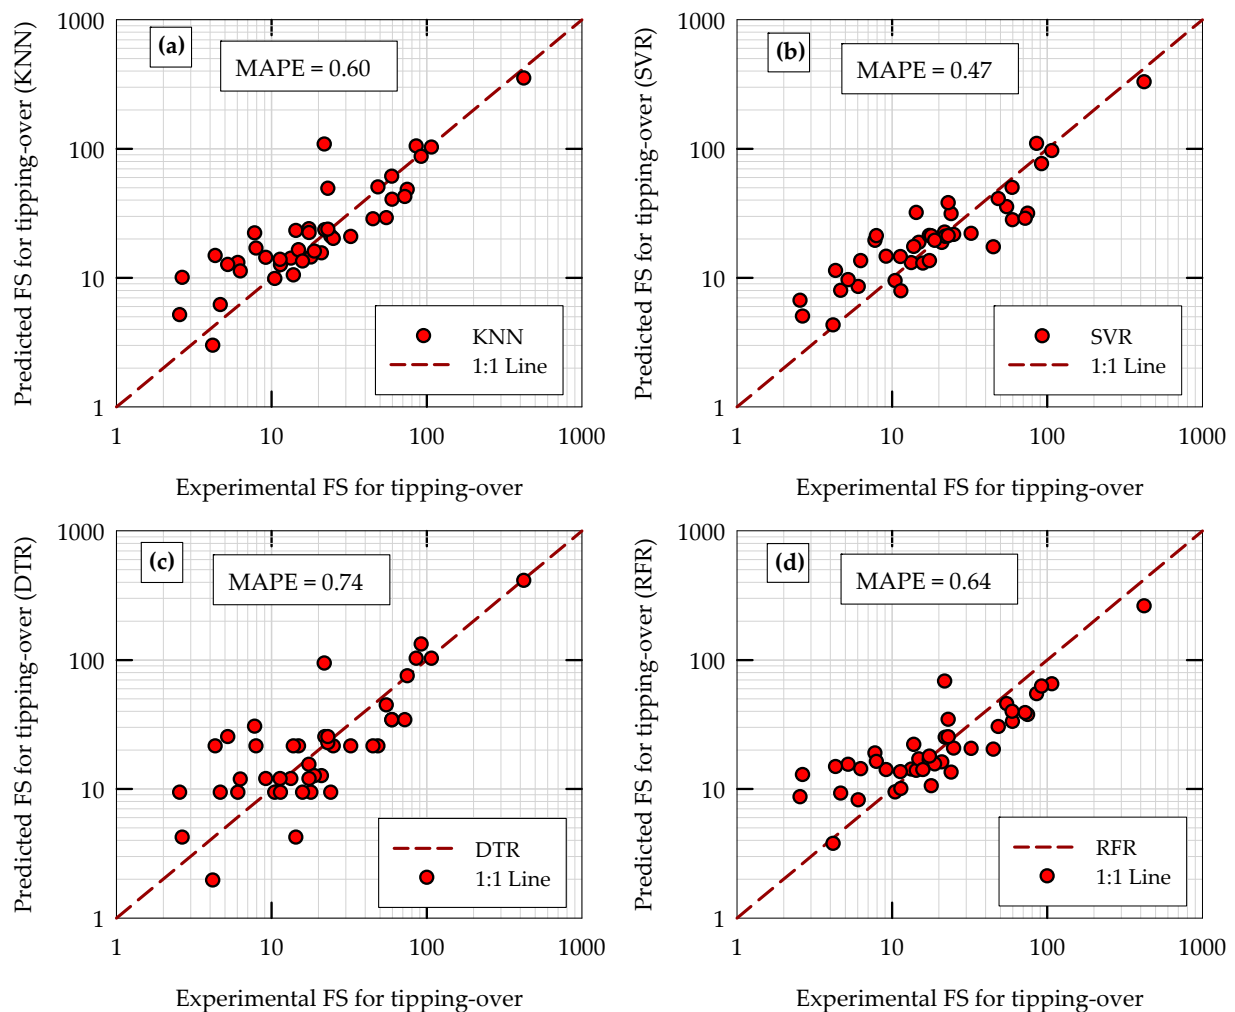 (a)
MAPE = 0.60
Predicted FS for tipping-over (KNN)
1000
100
10
1
KNN
1:1 Line
1
10
100
1000
Experimental FS for tipping-over
(b)
MAPE = 0.47
Predicted FS for tipping-over (SVR)
1000
100
10
1
SVR
1:1 Line
1
10
100
1000
Experimental FS for tipping-over
(c)
MAPE = 0.74
Predicted FS for tipping-over (DTR)
1000
100
10
1
DTR
1:1 Line
1
10
100
1000
Experimental FS for tipping-over
(d)
MAPE = 0.64
Predicted FS for tipping-over (RFR)
1000
100
10
1
RFR
1:1 Line
1
10
100
1000
Experimental FS for tipping-over